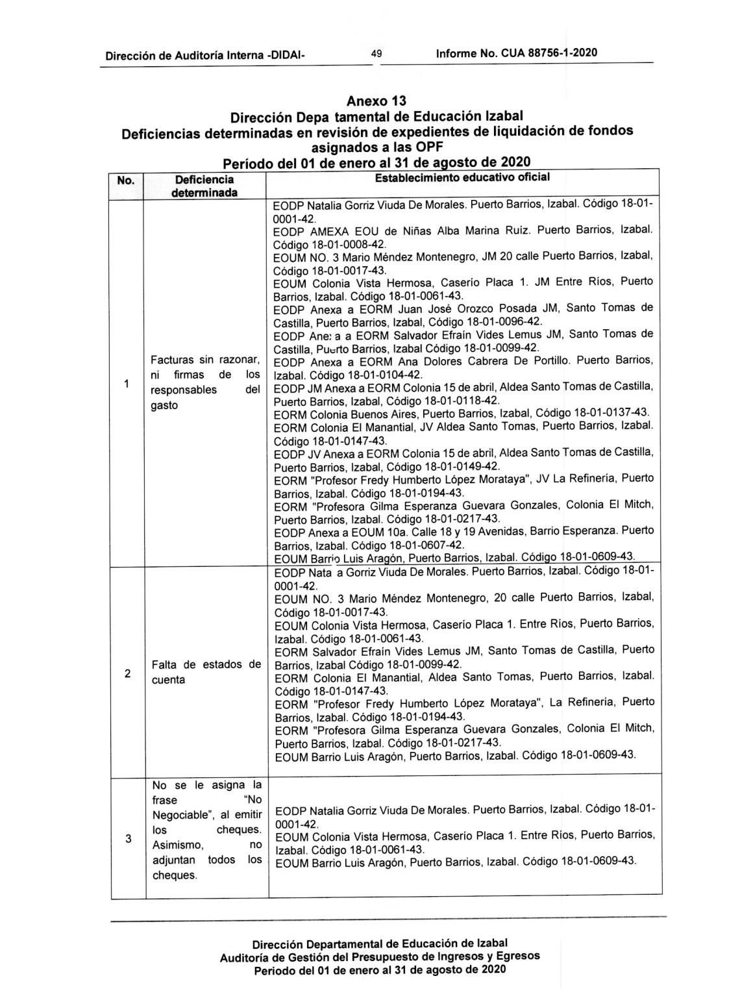 Dirección de Auditoría Interna -DIDAI- 49 Informe No. CUA 88756-1-2020
Anexo 13
Dirección Depa tamental de Educación Izabal
Deficiencias determinadas en revisión de expedientes de liquidación de fondos
asignados a las OPF
Período del 01 de enero al 31 de agosto de 2020
No. Deficiencia determinada Establecimiento educativo oficial
1
Facturas sin razonar,
ni firmas de los
responsables del
gasto
EODP Natalia Gorriz Viuda De Morales. Puerto Barrios, Izabal. Código 18-01-
0001-42.
EODP AMEXA EOU de Niñas Alba Marina Ruíz. Puerto Barrios, Izabal.
Código 18-01-0008-42.
EOUM NO. 3 Mario Méndez Montenegro, JM 20 calle Puerto Barrios, Izabal,
Código 18-01-0017-43.
EOUM Colonia Vista Hermosa, Caserío Placa 1. JM Entre Ríos, Puerto
Barrios, Izabal. Código 18-01-0061-43.
EODP Anexa a EORM Juan José Orozco Posada JM, Santo Tomas de
Castilla, Puerto Barrios, Izabal, Código 18-01-0096-42.
EODP Ane: a a EORM Salvador Efraín Vides Lemus JM, Santo Tomas de
Castilla, Puerto Barrios, Izabal Código 18-01-0099-42.
EODP Anexa a EORM Ana Dolores Cabrera De Portillo. Puerto Barrios,
Izabal. Código 18-01-0104-42.
EODP JM Anexa a EORM Colonia 15 de abril, Aldea Santo Tomas de Castilla,
Puerto Barrios, Izabal, Código 18-01-0118-42.
EORM Colonia Buenos Aires, Puerto Barrios, Izabal, Código 18-01-0137-43.
EORM Colonia El Manantial, JV Aldea Santo Tomas, Puerto Barrios, Izabal.
Código 18-01-0147-43.
EODP JV Anexa a EORM Colonia 15 de abril, Aldea Santo Tomas de Castilla,
Puerto Barrios, Izabal, Código 18-01-0149-42.
EORM "Profesor Fredy Humberto López Morataya", JV La Refinería, Puerto
Barrios, Izabal. Código 18-01-0194-43.
EORM "Profesora Gilma Esperanza Guevara Gonzales, Colonia El Mitch,
Puerto Barrios, Izabal. Código 18-01-0217-43.
EODP Anexa a EOUM 10a. Calle 18 y 19 Avenidas, Barrio Esperanza. Puerto
Barrios, Izabal. Código 18-01-0607-42.
EOUM Barrio Luis Aragón, Puerto Barrios, Izabal. Código 18-01-0609-43.
2
Falta de estados de
cuenta
EODP Nata a Gorriz Viuda De Morales. Puerto Barrios, Izabal. Código 18-01-
0001-42.
EOUM NO. 3 Mario Méndez Montenegro, 20 calle Puerto Barrios, Izabal,
Código 18-01-0017-43.
EOUM Colonia Vista Hermosa, Caserío Placa 1. Entre Ríos, Puerto Barrios,
Izabal. Código 18-01-0061-43.
EORM Salvador Efraín Vides Lemus JM, Santo Tomas de Castilla, Puerto
Barrios, Izabal Código 18-01-0099-42.
EORM Colonia El Manantial, Aldea Santo Tomas, Puerto Barrios, Izabal.
Código 18-01-0147-43.
EORM "Profesor Fredy Humberto López Morataya", La Refinería, Puerto
Barrios, Izabal. Código 18-01-0194-43.
EORM "Profesora Gilma Esperanza Guevara Gonzales, Colonia El Mitch,
Puerto Barrios, Izabal. Código 18-01-0217-43.
EOUM Barrio Luis Aragón, Puerto Barrios, Izabal. Código 18-01-0609-43.
3
No se le asigna la
frase “No
Negociable”, al emitir
los cheques.
Asimismo, no
adjuntan todos los
cheques.
EODP Natalia Gorriz Viuda De Morales. Puerto Barrios, Izabal. Código 18-01-
0001-42.
EOUM Colonia Vista Hermosa, Caserío Placa 1. Entre Ríos, Puerto Barrios,
Izabal. Código 18-01-0061-43.
EOUM Barrio Luis Aragón, Puerto Barrios, Izabal. Código 18-01-0609-43.
Dirección Departamental de Educación de Izabal
Auditoría de Gestión del Presupuesto de Ingresos y Egresos
Periodo del 01 de enero al 31 de agosto de 2020